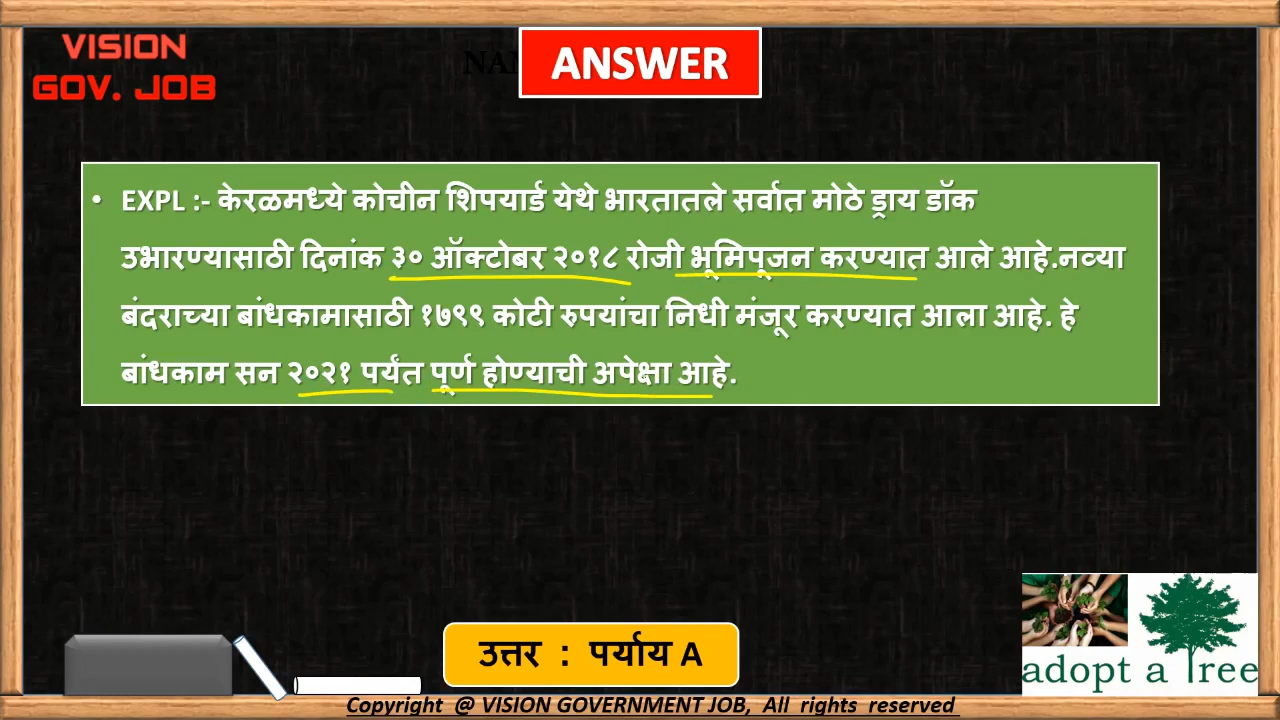 VISION
GOV. JOB
ANSWER
• EXPL :- केरळमध्ये कोचीन शिपयार्ड येथे भारतातले सर्वात मोठे ड्राय डॉक
उभारण्यासाठी दिनांक ३० ऑक्टोबर २०१८ रोजी भूमिपूजन करण्यात आले आहे.नव्या
बंदराच्या बांधकामासाठी १७९९ कोटी रुपयांचा निधी मंजूर करण्यात आला आहे. हे
बांधकाम सन २०२१ पर्यंत पूर्ण होण्याची अपेक्षा आहे.
उत्तर : पर्याय A
adopt a Tree
Copyright @ VISION GOVERNMENT JOB, All rights reserved